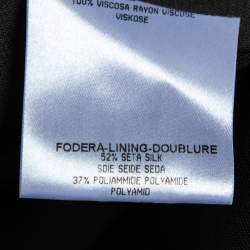 100% VISCOSA RAYON VISCOSE
VISKOSE
FODERA-LINING-DOUBLURE
52% SETA SILK
SOIE SEIDE SEDA
37% POLIAMMIDE POLYAMIDE
POLYAMID